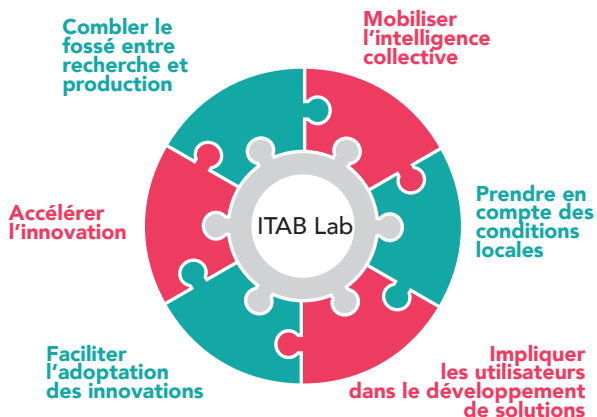 Combler le
fossé entre
recherche et
production
Mobiliser
l'intelligence
collective
Accélérer
l'innovation
ITAB Lab
Prendre en
compte des
conditions
locales
Faciliter
l'adoption
des innovations
Impliquer
les utilisateurs
dans le développement
de solutions